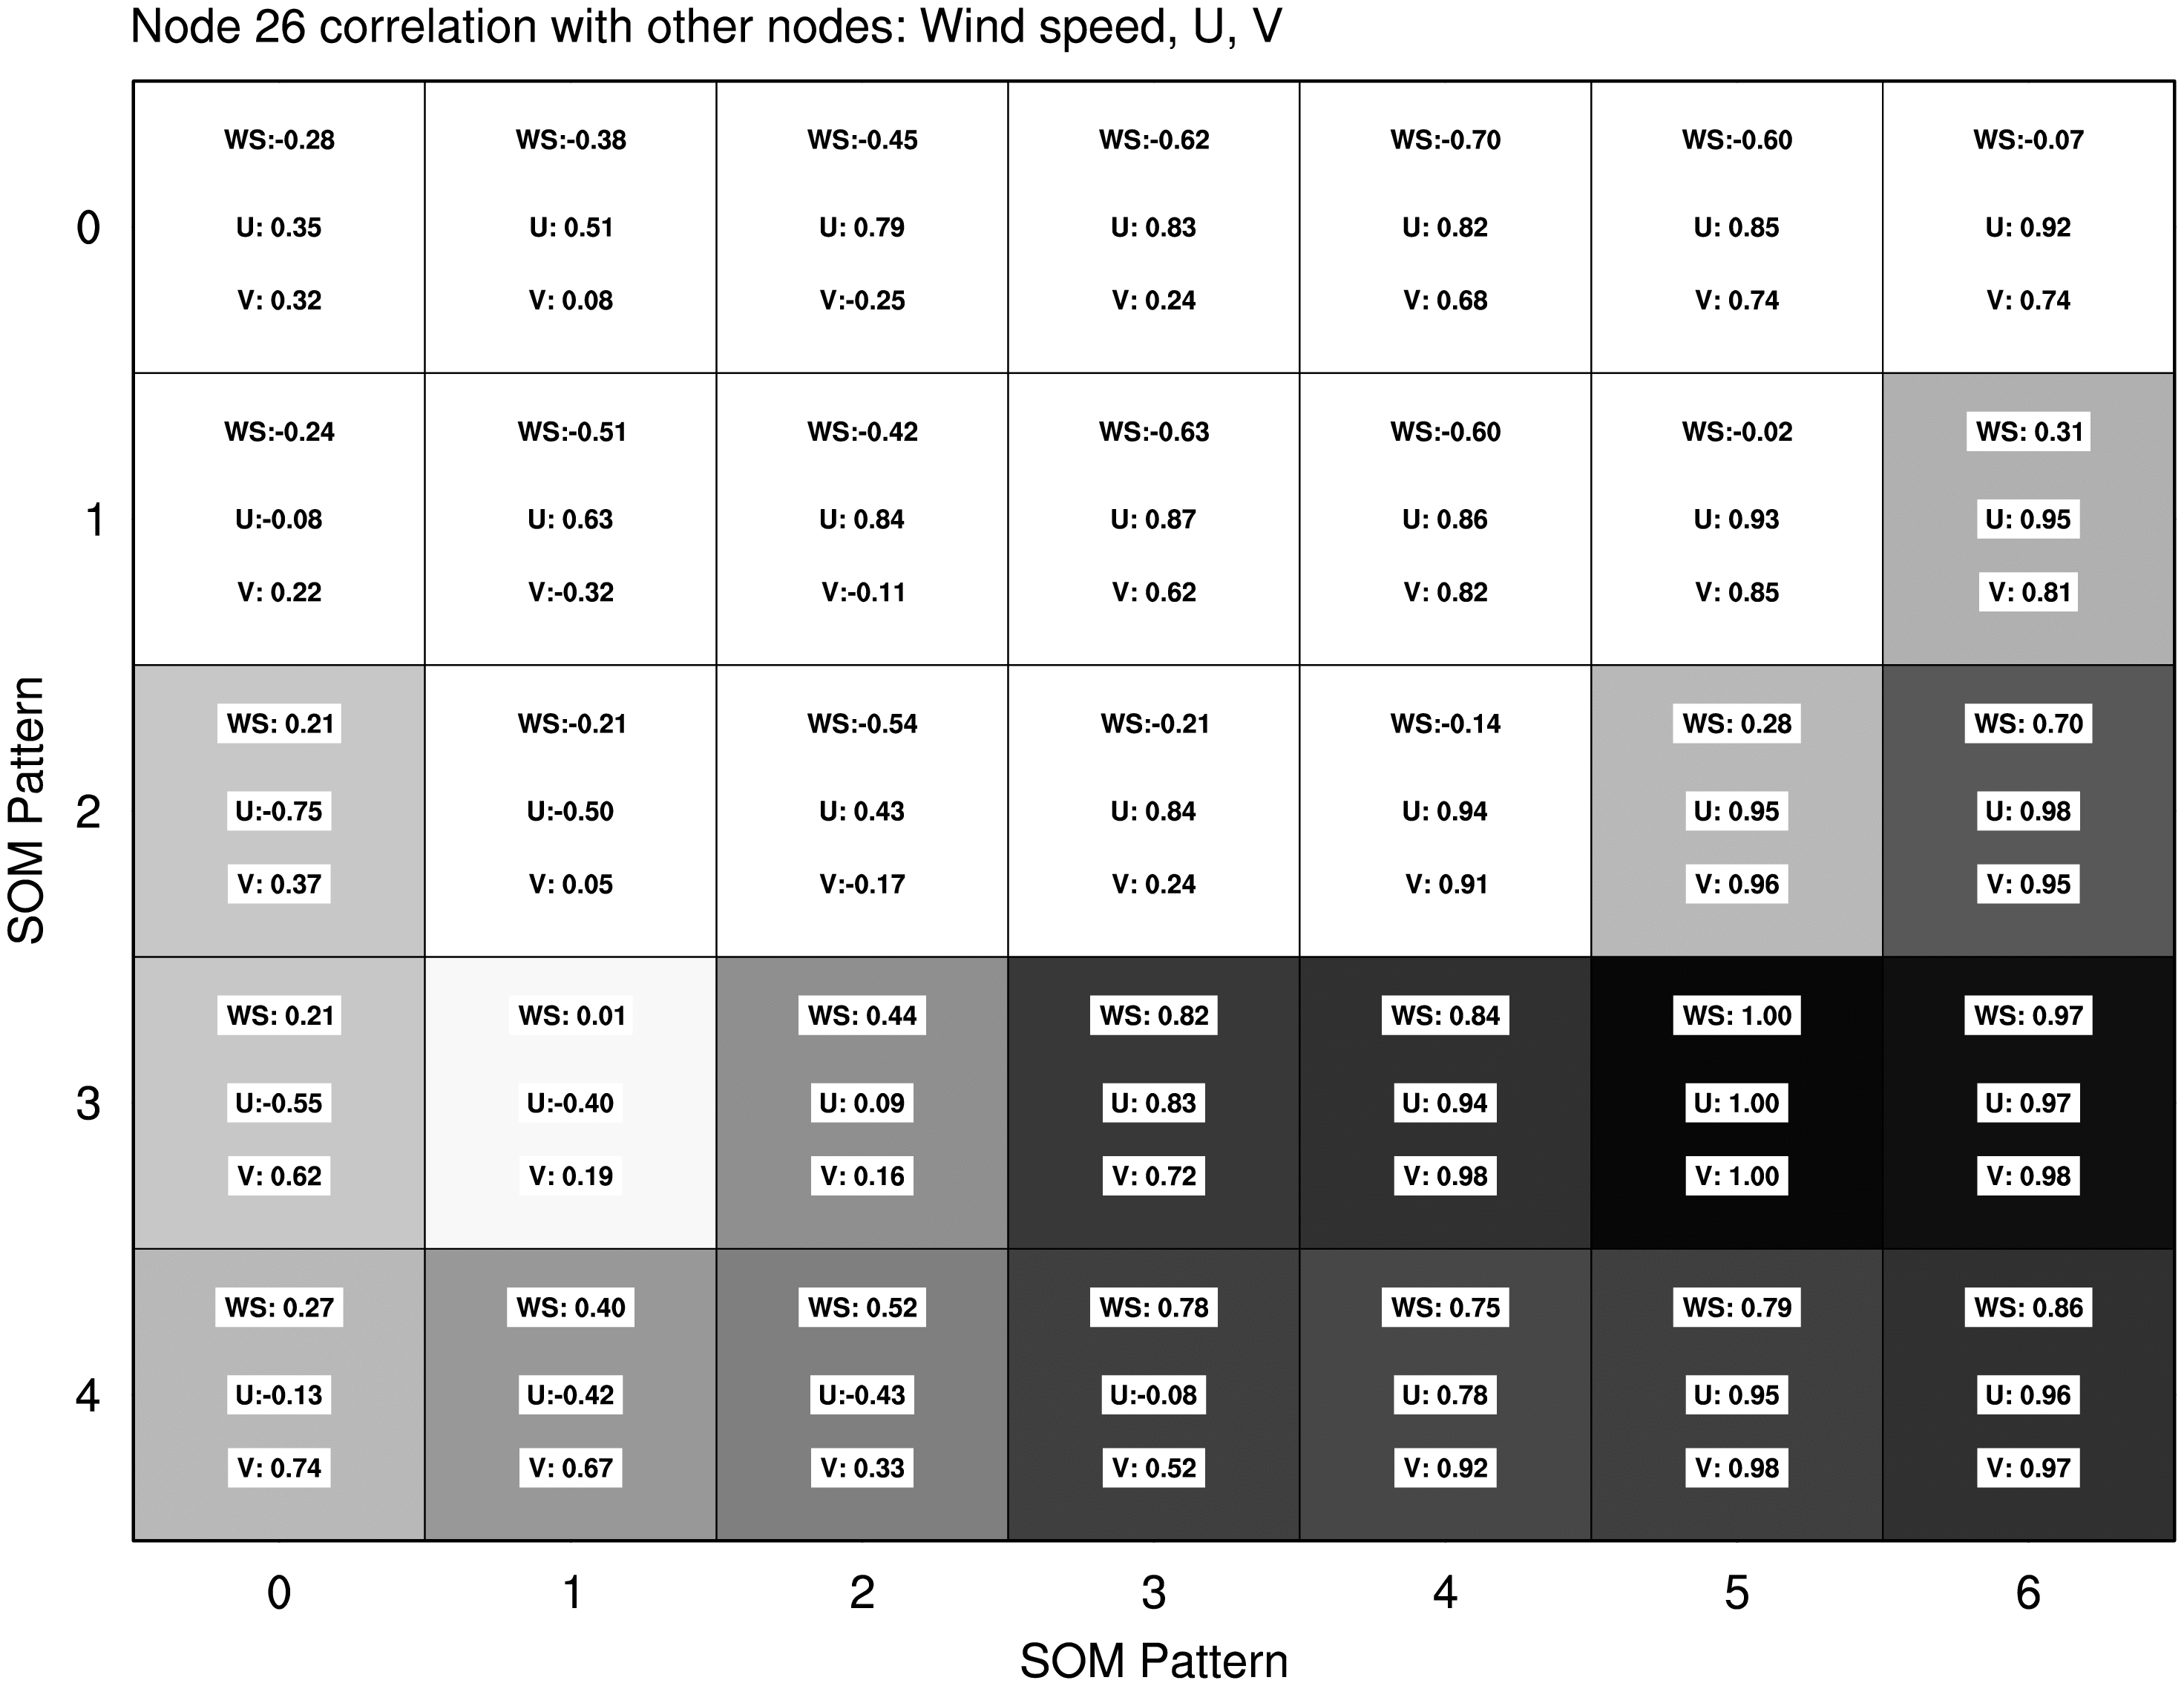 Node 26 correlation with other nodes: Wind speed, U, V
WS:-0.28 WS:-0.38 WS:-0.45 WS:-0.62 WS:-0.70 WS:-0.60 WS:-0.07
0 U: 0.35 U: 0.51 U: 0.79 U: 0.83 U: 0.82 U: 0.85 U: 0.92
V: 0.32 V: 0.08 V:-0.25 V: 0.24 V: 0.68 V: 0.74 V: 0.74
WS:-0.24 WS:-0.51 WS:-0.42 WS:-0.63 WS:-0.60 WS:-0.02 WS: 0.31
1 U:-0.08 U: 0.63 U: 0.84 U: 0.87 U: 0.86 U: 0.93 U: 0.95
V: 0.22 V:-0.32 V:-0.11 V: 0.62 V: 0.82 V: 0.85 V: 0.81
WS: 0.21 WS:-0.21 WS:-0.54 WS:-0.21 WS:-0.14 WS: 0.28 WS: 0.70
2 U:-0.75 U:-0.50 U: 0.43 U: 0.84 U: 0.94 U: 0.95 U: 0.98
V: 0.37 V: 0.05 V:-0.17 V: 0.24 V: 0.91 V: 0.96 V: 0.95
WS: 0.21 WS: 0.01 WS: 0.44 WS: 0.82 WS: 0.84 WS: 1.00 WS: 0.97
3 U:-0.55 U:-0.40 U: 0.09 U: 0.83 U: 0.94 U: 1.00 U: 0.97
V: 0.62 V: 0.19 V: 0.16 V: 0.72 V: 0.98 V: 1.00 V: 0.98
WS: 0.27 WS: 0.40 WS: 0.52 WS: 0.78 WS: 0.75 WS: 0.79 WS: 0.86
4 U:-0.13 U:-0.42 U:-0.43 U:-0.08 U: 0.78 U: 0.95 U: 0.96
V: 0.74 V: 0.67 V: 0.33 V: 0.52 V: 0.92 V: 0.98 V: 0.97
0 1 2 3 4 5 6
SOM Pattern
SOM Pattern